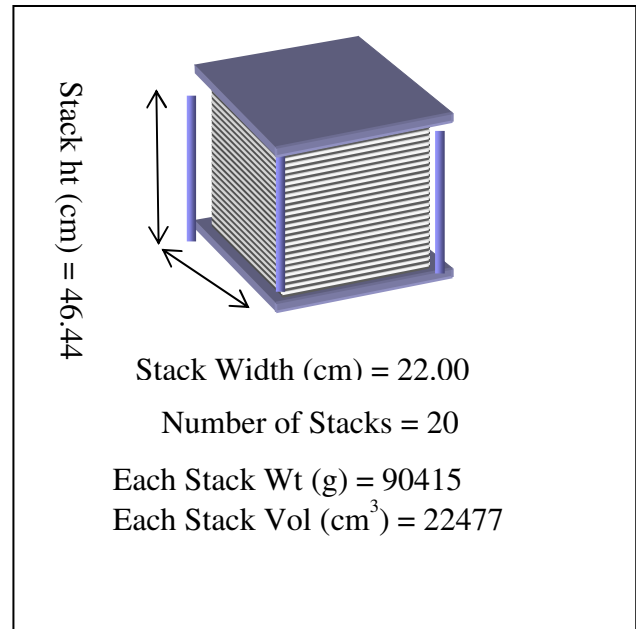 Stack ht (cm) = 46.44
Stack Width (cm) = 22.00
Number of Stacks = 20
Each Stack Wt (g) = 90415
Each Stack Vol (cm³) = 22477